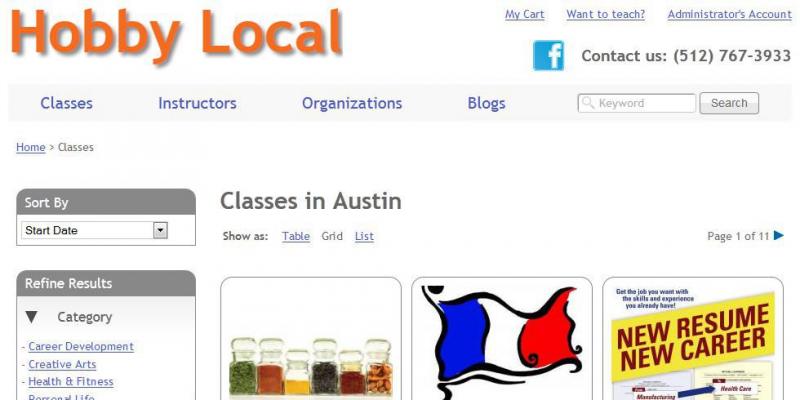 Hobby Local
My Cart Want to teach? Administrator's Account
Contact us: (512) 767-3933
Classes Instructors Organizations Blogs Keyword Search
Home > Classes
Sort By
Start Date
Classes in Austin
Show as: Table Grid List
Page 1 of 11
Refine Results
Category
- Career Development
- Creative Arts
- Health & Fitness
- Personal Life
Get the job you want with
the skills and experience
you already have!
NEW RESUME
NEW CAREER
From
Manufacturing
to
Health Care